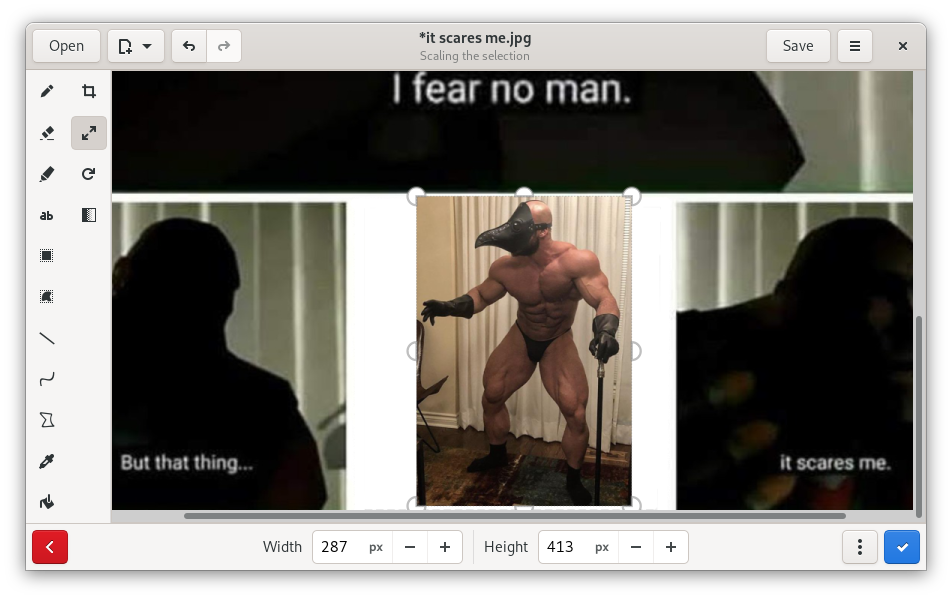 Open
*it scares me.jpg
Scaling the selection
Save
I fear no man.
ab
But that thing...
it scares me.
Width 287 px
Height 413 px